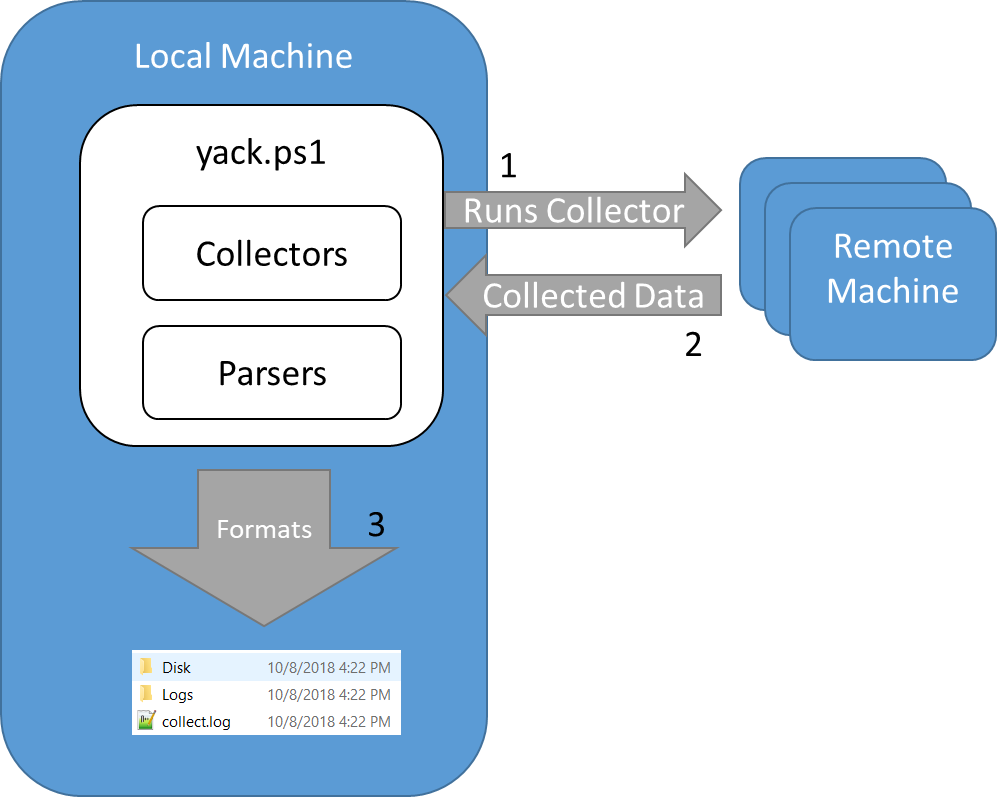 Local Machine
yack.ps1
Collectors
Parsers
1
Runs Collector
Collected Data
2
Remote
Machine
Formats
3
Disk 10/8/2018 4:22 PM
Logs 10/8/2018 4:22 PM
collect.log 10/8/2018 4:22 PM